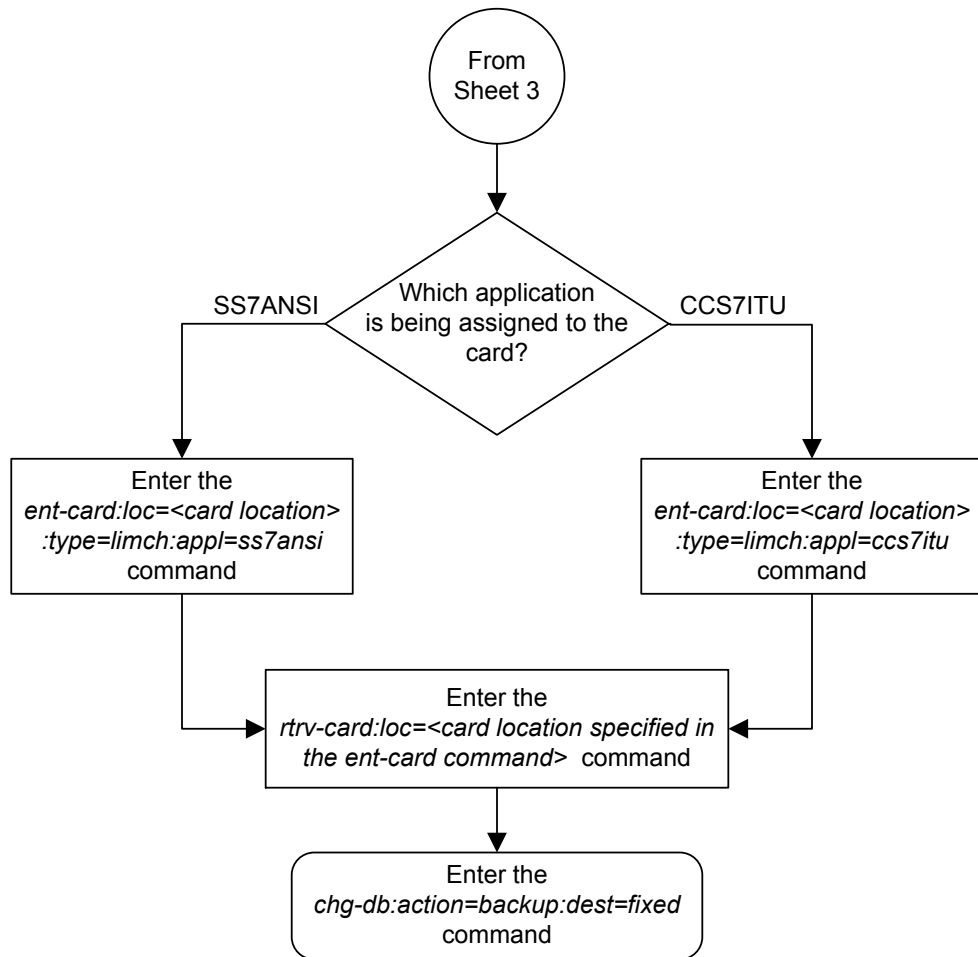 From
Sheet 3
Which application
is being assigned to the
card?
SS7ANSI
CCS7ITU
Enter the
ent-card:loc=<card location>
:type=limch:appl=ss7ansi
command
Enter the
ent-card:loc=<card location>
:type=limch:appl=ccs7itu
command
Enter the
rtrv-card:loc=<card location specified in
the ent-card command> command
Enter the
chg-db:action=backup:dest=fixed
command